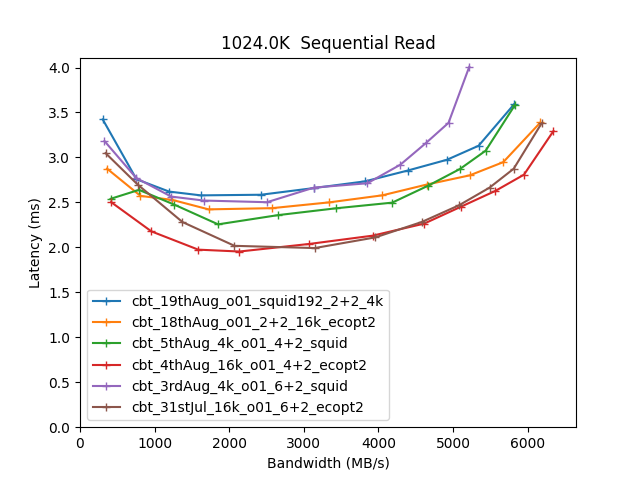 1024.0K  Sequential Read
Latency (ms)
4.0
3.5
3.0
2.5
2.0
1.5
1.0
0.5
0.0
cbt_19thAug_o01_squid192_2+2_4k
cbt_18thAug_o01_2+2_16k_ecopt2
cbt_5thAug_4k_o01_4+2_squid
cbt_4thAug_16k_o01_4+2_ecopt2
cbt_3rdAug_4k_o01_6+2_squid
cbt_31stJul_16k_o01_6+2_ecopt2
0 1000 2000 3000 4000 5000 6000
Bandwidth (MB/s)